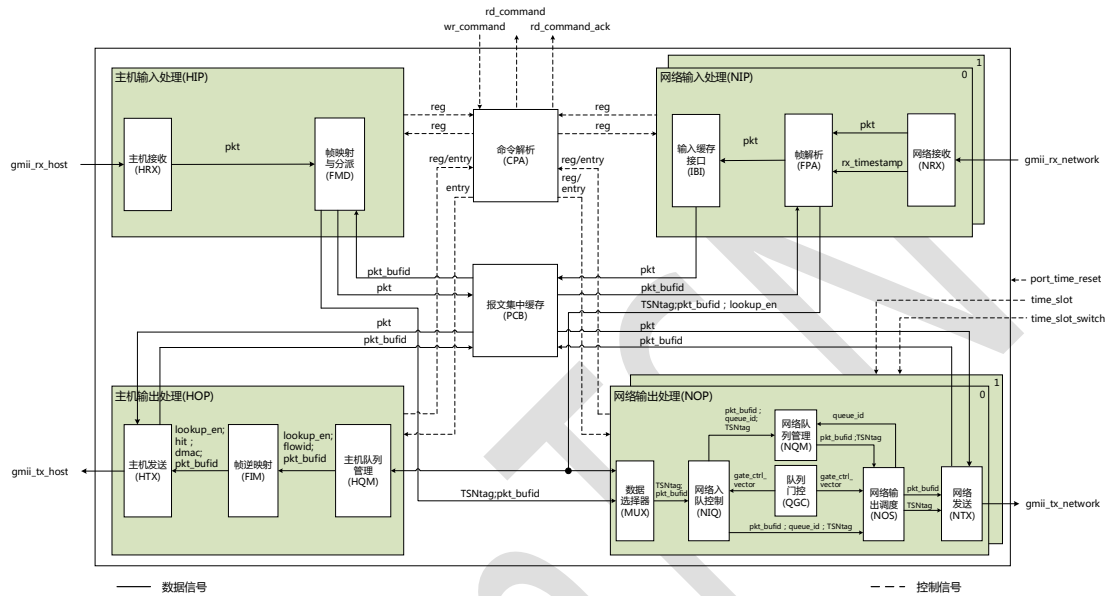 rd_command
wr_command
rd_command_ack
主机输入处理(HIP)
网络输入处理(NIP)
1
0
reg
reg
reg
reg
gmii_rx_host
主机接收
(HRX)
pkt
帧映射
与分派
(FMD)
命令解析
(CPA)
输入缓存
接口
(IBI)
pkt
帧解析
(FPA)
pkt
rx_timestamp
网络接收
(NRX)
gmii_rx_network
reg/entry
entry
reg/entry
reg/
entry
pkt_bufid
pkt
报文集中缓存
(PCB)
pkt
pkt_bufid
TSNtag;pkt_bufid ; lookup_en
port_time_reset
time_slot
time_slot_switch
pkt
pkt_bufid
pkt
pkt_bufid
主机输出处理(HOP)
网络输出处理(NOP)
1
0
gmii_tx_host
主机发送
(HTX)
lookup_en;
hit ;
dmac;
pkt_bufid
帧逆映射
(FIM)
lookup_en;
flowid;
pkt_bufid
主机队列
管理
(HQM)
TSNtag;pkt_bufid
数据
选择器
(MUX)
TSNtag;
pkt_bufid
网络入
队控制
(NIQ)
pkt_bufid ;
queue_id;
TSNtag
网络队
列管理
(NQM)
queue_id
pkt_bufid ;TSNtag
gate_ctrl_
vector
队列
门控
(QGC)
gate_ctrl_
vector
pkt_bufid ; queue_id ; TSNtag
网络输
出调度
(NOS)
pkt_bufid
TSNtag
网络
发送
(NTX)
gmii_tx_network
数据信号
控制信号
TSN